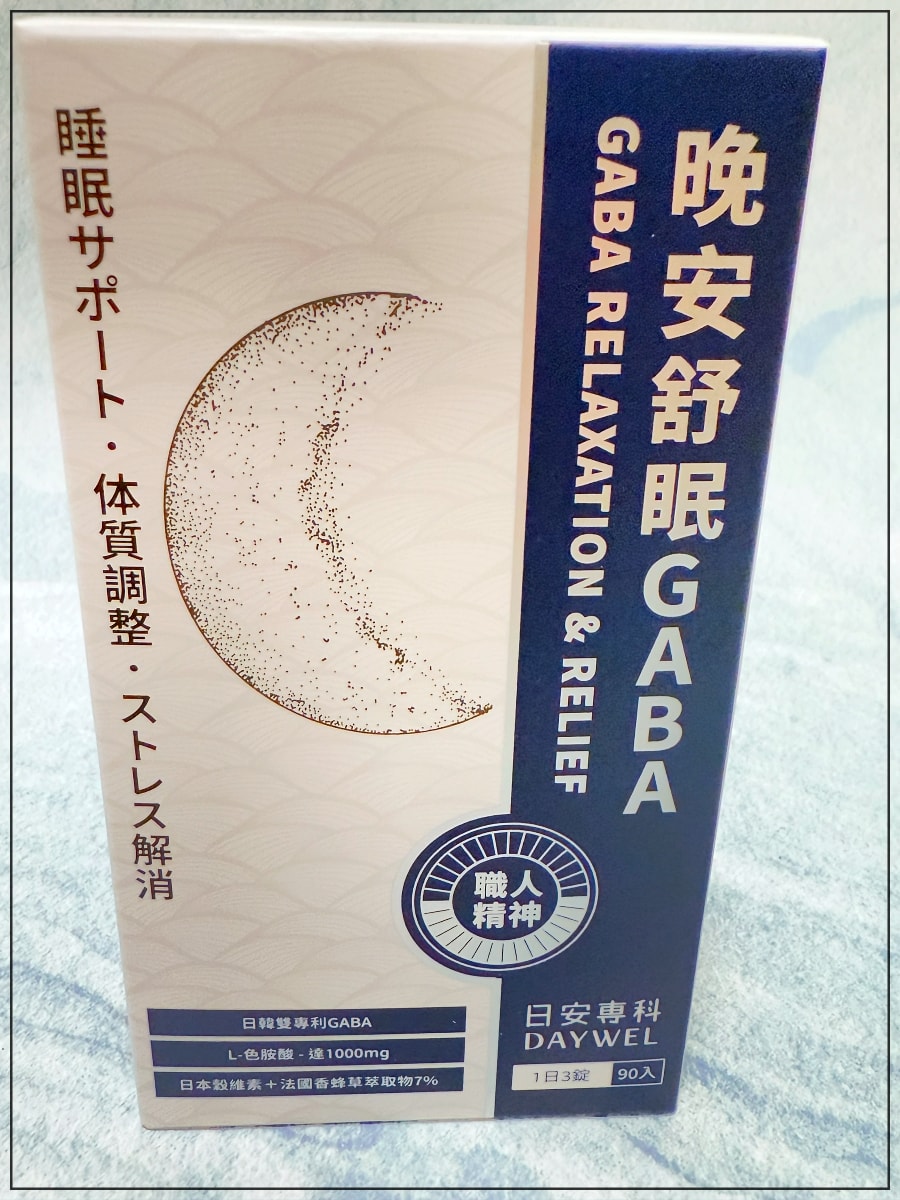 晚安舒眠GABA
GABA RELAXATION & RELIEF
睡眠サポート・体質調整・ストレス解消
職人
精神
日韓雙專利GABA
L-色胺酸 - 達1000mg
日本穀維素＋法國香蜂草萃取物7%
日安専科
DAYWEL
1日3錠
90入